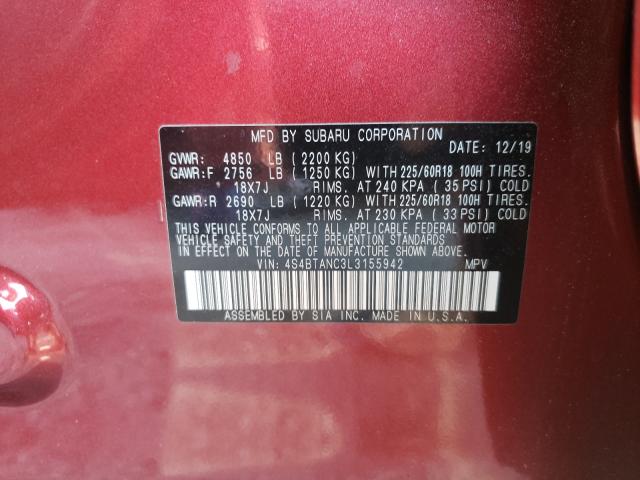 MFD BY SUBARU CORPORATION
DATE: 12/19
GVWR: 4850 LB (2200 KG)
GAWR:F 2756 LB (1250 KG) WITH 225/60R18 100H TIRES.
18X7J RIMS. AT 240 KPA (35 PSI) COLD
GAWR:R 2690 LB (1220 KG) WITH 225/60R18 100H TIRES.
18X7J RIMS. AT 230 KPA (33 PSI) COLD
THIS VEHICLE CONFORMS TO ALL APPLICABLE FEDERAL MOTOR
VEHICLE SAFETY AND THEFT PREVENTION STANDARDS
IN EFFECT ON THE DATE OF MANUFACTURE SHOWN ABOVE.
VIN: 4S4BTANC3L3155942 MPV
ASSEMBLED BY SIA INC. MADE IN U.S.A.